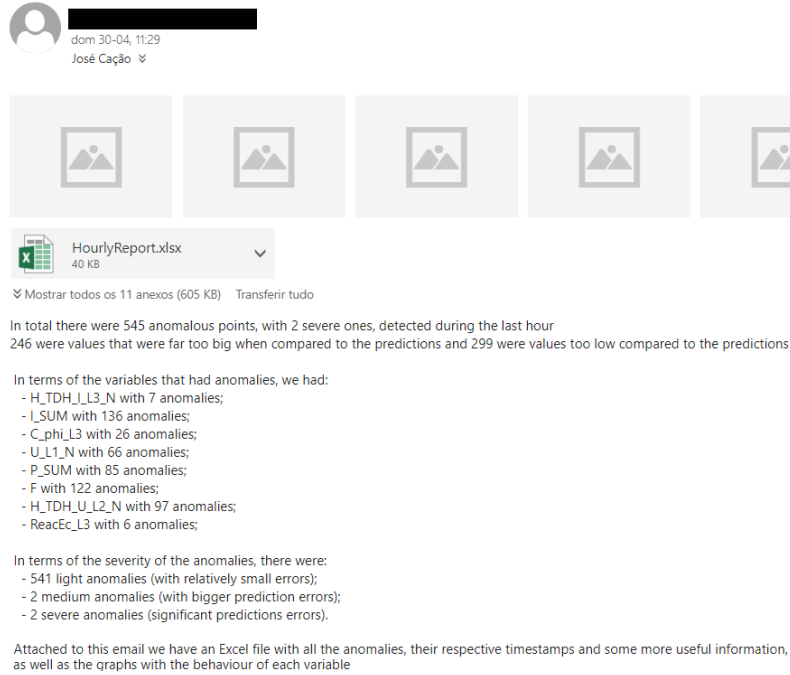 dom 30-04, 11:29
José Cação
HourlyReport.xlsx
40 KB
Mostrar todos os 11 anexos (605 KB) Transferir tudo
In total there were 545 anomalous points, with 2 severe ones, detected during the last hour
246 were values that were far too big when compared to the predictions and 299 were values too low compared to the predictions
In terms of the variables that had anomalies, we had:
- H_TDH_I_L3_N with 7 anomalies;
- I_SUM with 136 anomalies;
- C_phi_L3 with 26 anomalies;
- U_L1_N with 66 anomalies;
- P_SUM with 85 anomalies;
- F with 122 anomalies;
- H_TDH_U_L2_N with 97 anomalies;
- ReacEc_L3 with 6 anomalies;
In terms of the severity of the anomalies, there were:
- 541 light anomalies (with relatively small errors);
- 2 medium anomalies (with bigger prediction errors);
- 2 severe anomalies (significant predictions errors).
Attached to this email we have an Excel file with all the anomalies, their respective timestamps and some more useful information,
as well as the graphs with the behaviour of each variable